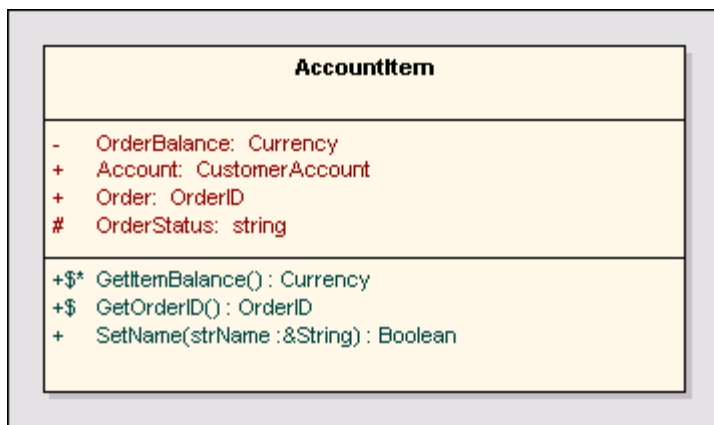 AccountItem
- OrderBalance: Currency
+ Account: CustomerAccount
+ Order: OrderID
# OrderStatus: string
+$* GetItemBalance() : Currency
+$ GetOrderID() : OrderID
+ SetName(strName :&String) : Boolean